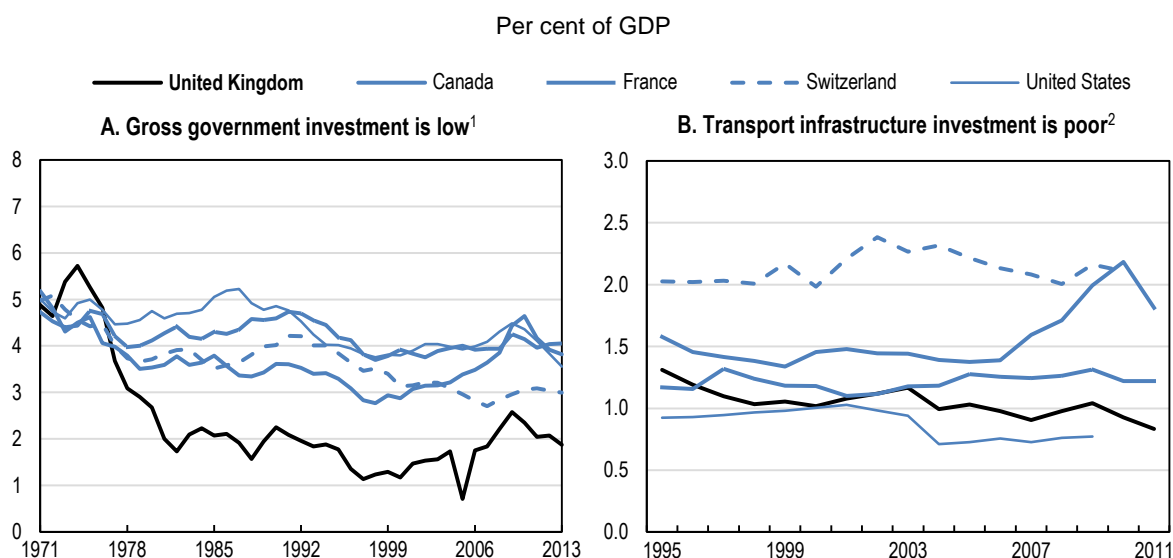 Per cent of GDP
United Kingdom Canada France Switzerland United States
A. Gross government investment is low¹
B. Transport infrastructure investment is poor²
8
7
6
5
4
3
2
1
0
1971 1978 1985 1992 1999 2006 2013
3.0
2.5
2.0
1.5
1.0
0.5
0.0
1995 1999 2003 2007 2011